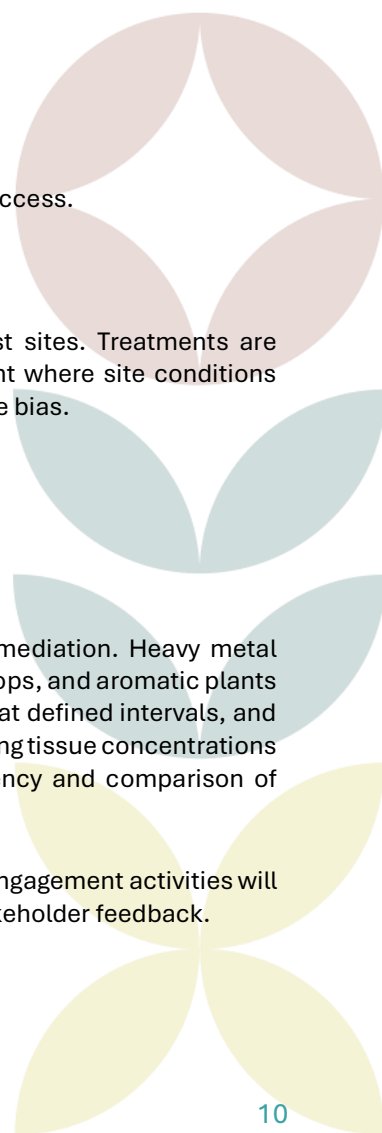 ccess.
st sites. Treatments are
nt where site conditions
e bias.
mediation. Heavy metal
ops, and aromatic plants
at defined intervals, and
ng tissue concentrations
ency and comparison of
ngagement activities will
keholder feedback.
10